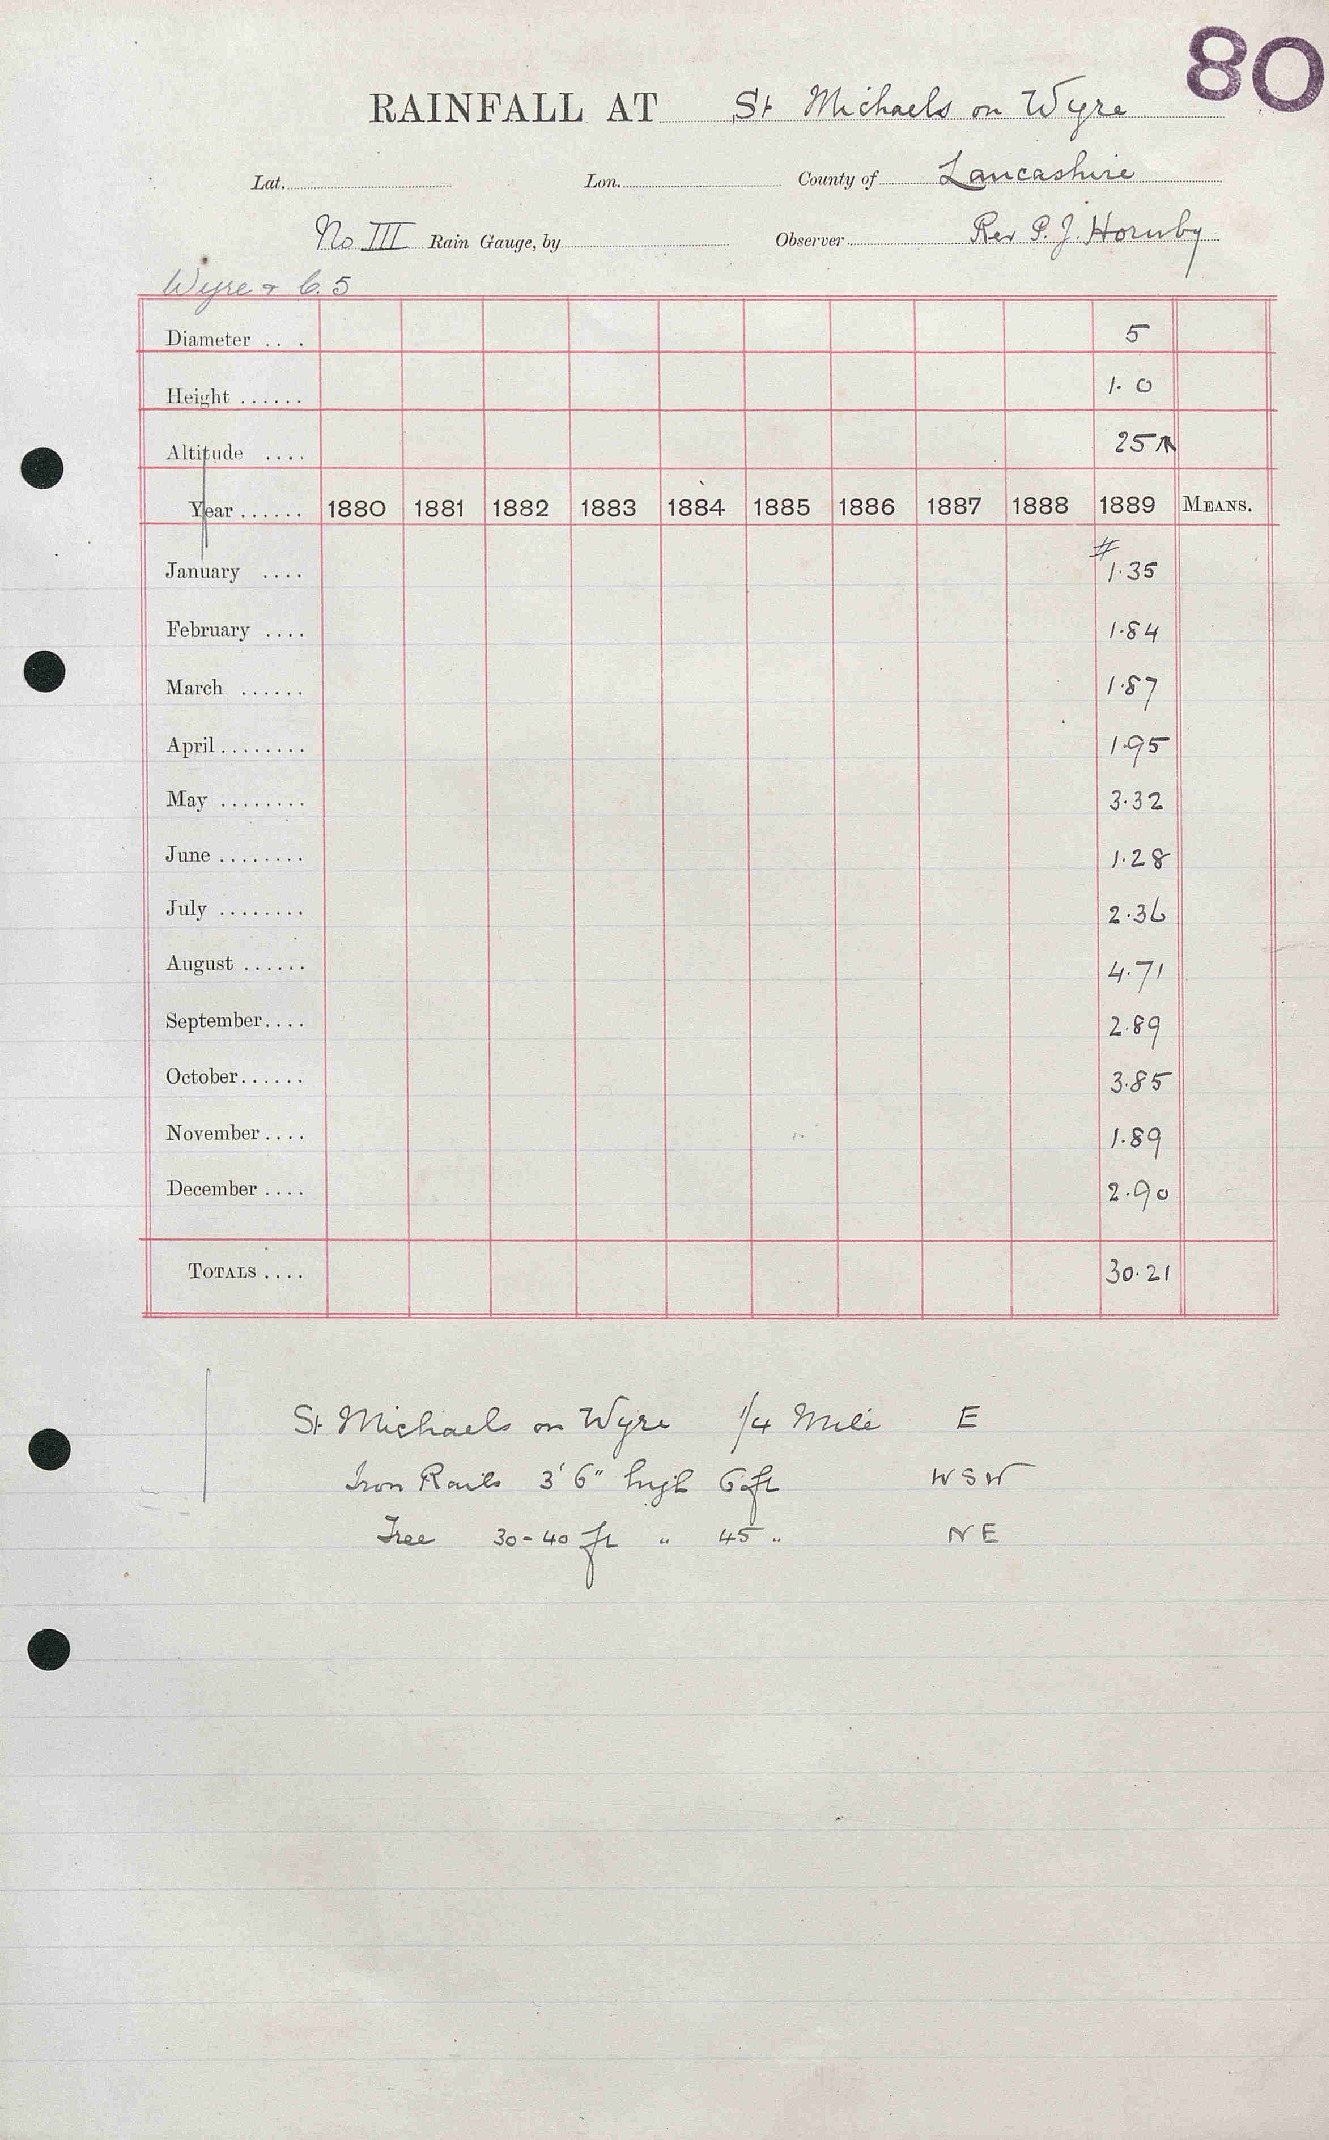 80
RAINFALL AT St Michaels on Wyre
Lat. Lon. County of Lancashire
No III Rain Gauge, by Observer Rev P. J. Hornby
Wyre & C. 5
Diameter .. . 5
Height ...... 1. 0
Altitude .... 25
Year ...... 1880 1881 1882 1883 1884 1885 1886 1887 1888 1889 MEANS.
#
January .... 1.35
February .... 1.84
March ...... 1.87
April ........ 1.95
May ........ 3.32
June ........ 1.28
July ........ 2.36
August ...... 4.71
September.... 2.89
October...... 3.85
November.... 1.89
December .... 2.90
TOTALS .... 30.21
St Michaels on Wyre 1/4 Mile E
Iron Rails 3' 6" high 6 ft WSW
Tree 30-40 ft " 45 " NE